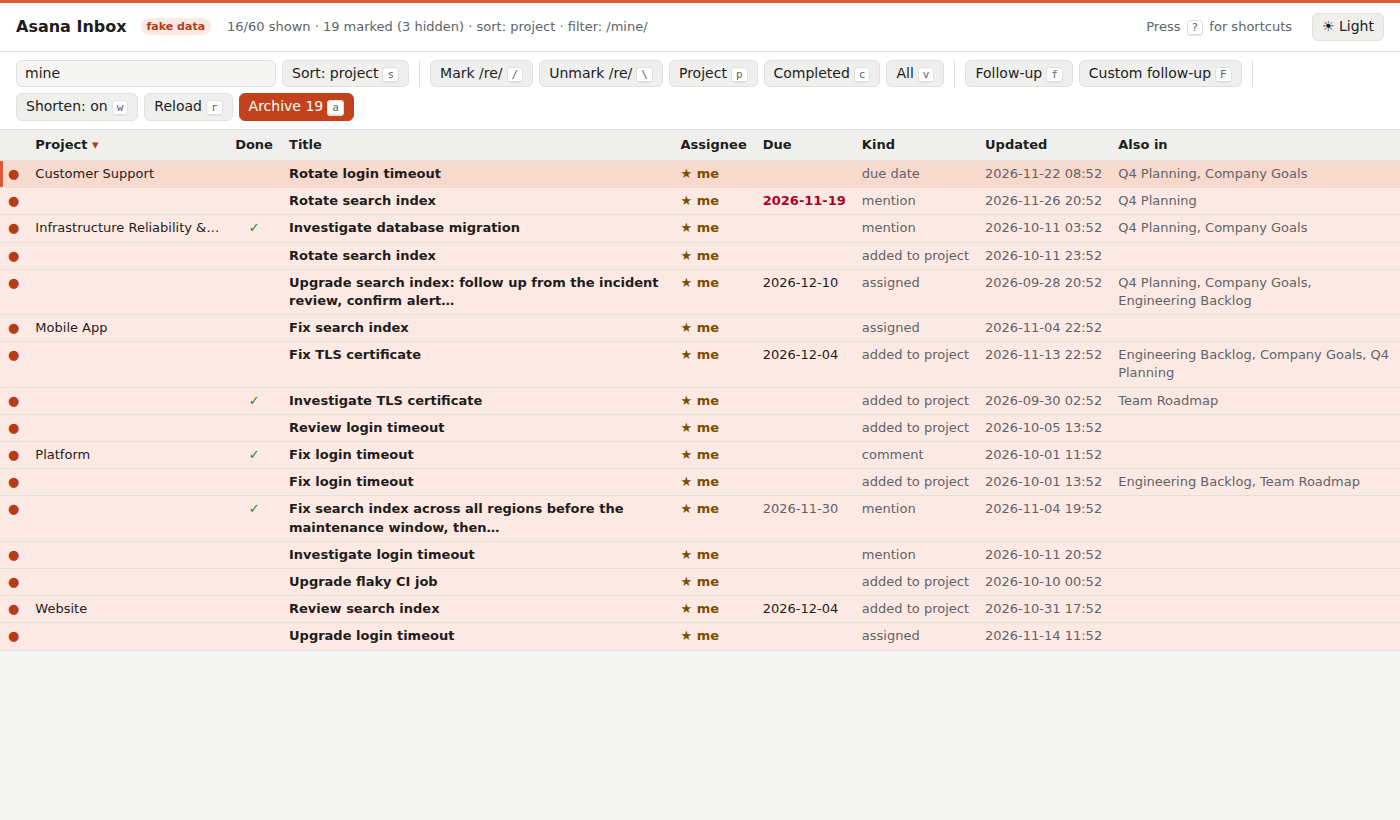 Asana Inbox fake data 16/60 shown · 19 marked (3 hidden) · sort: project · filter: /mine/ Press ? for shortcuts ☀ Light
mine Sort: project s Mark /re/ / Unmark /re/ \ Project p Completed c All v Follow-up f Custom follow-up F
Shorten: on w Reload r Archive 19 a
Project ▼ Done Title Assignee Due Kind Updated Also in
● Customer Support Rotate login timeout ★ me due date 2026-11-22 08:52 Q4 Planning, Company Goals
● Rotate search index ★ me 2026-11-19 mention 2026-11-26 20:52 Q4 Planning
● Infrastructure Reliability &… ✓ Investigate database migration ★ me mention 2026-10-11 03:52 Q4 Planning, Company Goals
● Rotate search index ★ me added to project 2026-10-11 23:52
● Upgrade search index: follow up from the incident ★ me 2026-12-10 assigned 2026-09-28 20:52 Q4 Planning, Company Goals,
review, confirm alert… Engineering Backlog
● Mobile App Fix search index ★ me assigned 2026-11-04 22:52
● Fix TLS certificate ★ me 2026-12-04 added to project 2026-11-13 22:52 Engineering Backlog, Company Goals, Q4
Planning
● ✓ Investigate TLS certificate ★ me added to project 2026-09-30 02:52 Team Roadmap
● Review login timeout ★ me added to project 2026-10-05 13:52
● Platform ✓ Fix login timeout ★ me comment 2026-10-01 11:52
● Fix login timeout ★ me added to project 2026-10-01 13:52 Engineering Backlog, Team Roadmap
● ✓ Fix search index across all regions before the ★ me 2026-11-30 mention 2026-11-04 19:52
maintenance window, then…
● Investigate login timeout ★ me mention 2026-10-11 20:52
● Upgrade flaky CI job ★ me added to project 2026-10-10 00:52
● Website Review search index ★ me 2026-12-04 added to project 2026-10-31 17:52
● Upgrade login timeout ★ me assigned 2026-11-14 11:52